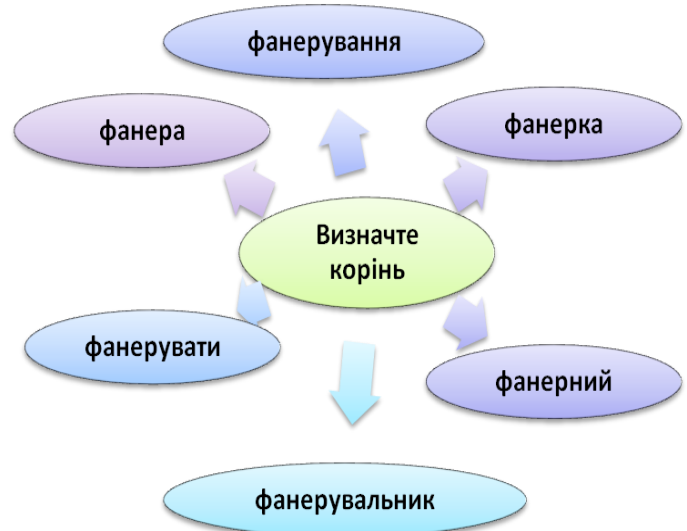 фанерування
фанера
фанерка
Визначте
корінь
фанерувати
фанерний
фанерувальник